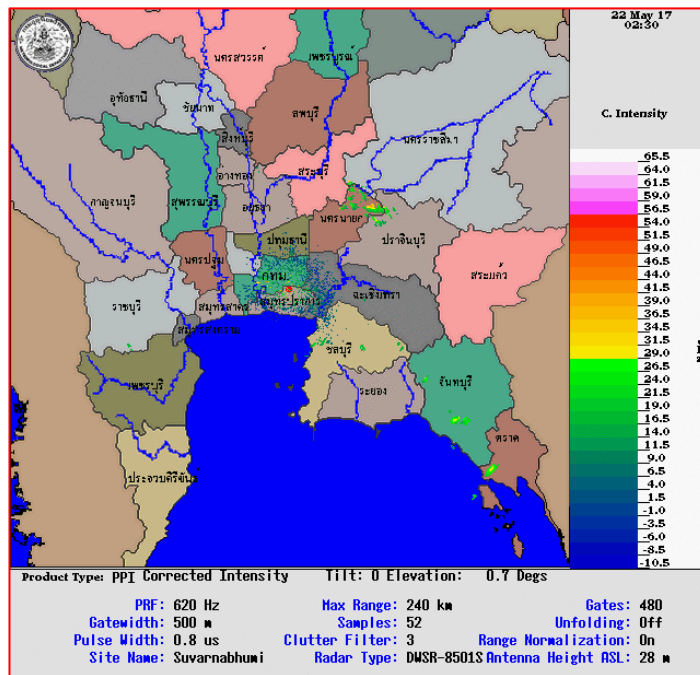 22 May 17
02:30
C. Intensity
65.5
64.0
61.5
59.0
56.5
54.0
51.5
49.0
46.5
44.0
41.5
39.0
36.5
34.5
31.5
29.0
26.5
24.0
21.5
19.0
16.5
14.0
11.5
9.0
6.5
4.0
1.5
-1.0
-3.5
-6.0
-8.5
-10.5
นครสวรรค์
เพชรบูรณ์
อุทัยธานี
ชัยนาท
ลพบุรี
นครราชสีมา
สิงหบุรี
สระบุรี
อ่างทอง
กาญจนบุรี
สุพรรณบุรี
อยุธยา
นครนายก
ปราจีนบุรี
ปทุมธานี
นครปฐม
กทม.
สระแก้ว
ฉะเชิงเทรา
ราชบุรี
สมุทรสาคร
สมุทรปราการ
สมุทรสงคราม
ชลบุรี
เพชรบุรี
ระยอง
จันทบุรี
ตราด
ประจวบคีรีขันธ์
Product Type: PPI Corrected Intensity Tilt: 0 Elevation: 0.7 Degs
PRF: 620 Hz Max Range: 240 km Gates: 480
Gatewidth: 500 m Samples: 52 Unfolding: Off
Pulse Width: 0.8 us Clutter Filter: 3 Range Normalization: On
Site Name: Suvarnabhumi Radar Type: DWSR-8501S Antenna Height ASL: 28 m